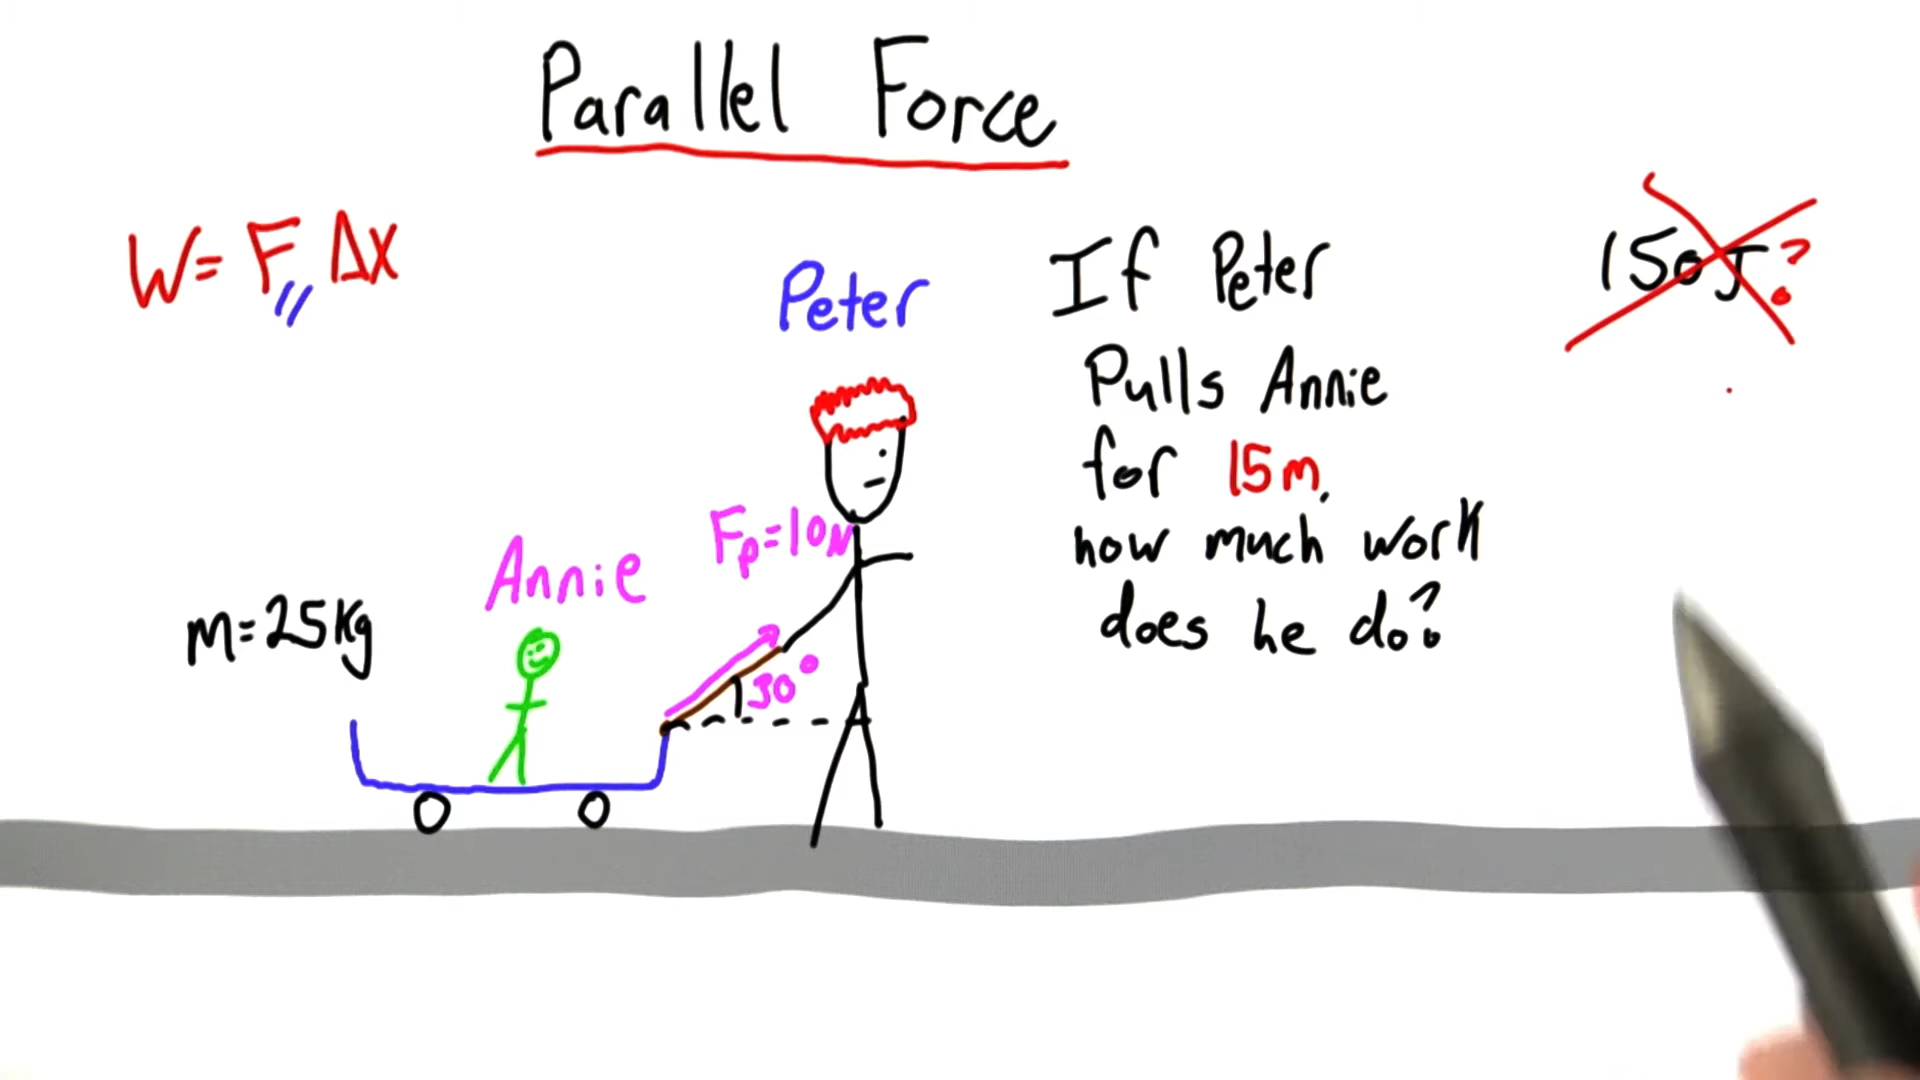 Parallel Force
W = F// Δx
150J?
Peter
If Peter
Pulls Annie
for 15m,
how much work
does he do?
Fp=10N
Annie
m=25kg
30°